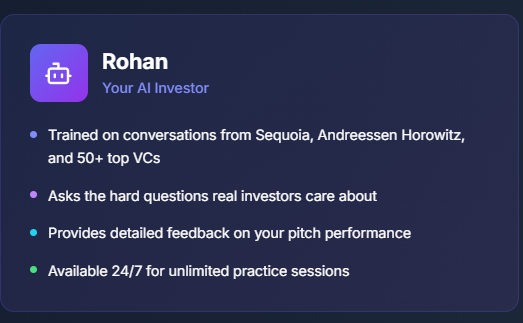 Rohan
Your AI Investor
Trained on conversations from Sequoia, Andreessen Horowitz,
and 50+ top VCs
Asks the hard questions real investors care about
Provides detailed feedback on your pitch performance
Available 24/7 for unlimited practice sessions